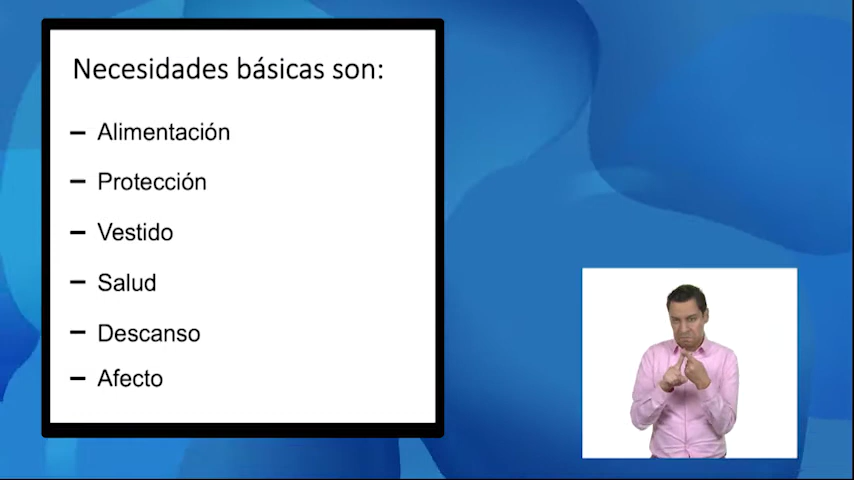 Necesidades básicas son:
– Alimentación
– Protección
– Vestido
– Salud
– Descanso
– Afecto